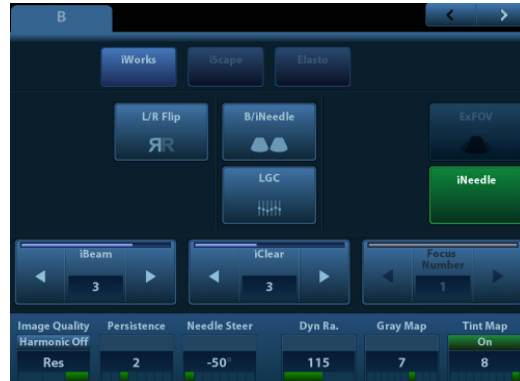 B
< >
iWorks iScape Elasto
L/R Flip B/iNeedle ExFOV
ЯR
LGC iNeedle
iBeam iClear Focus
Number
3 3 1
Image Quality Persistence Needle Steer Dyn Ra. Gray Map Tint Map
Harmonic Off On
Res 2 -50° 115 7 8